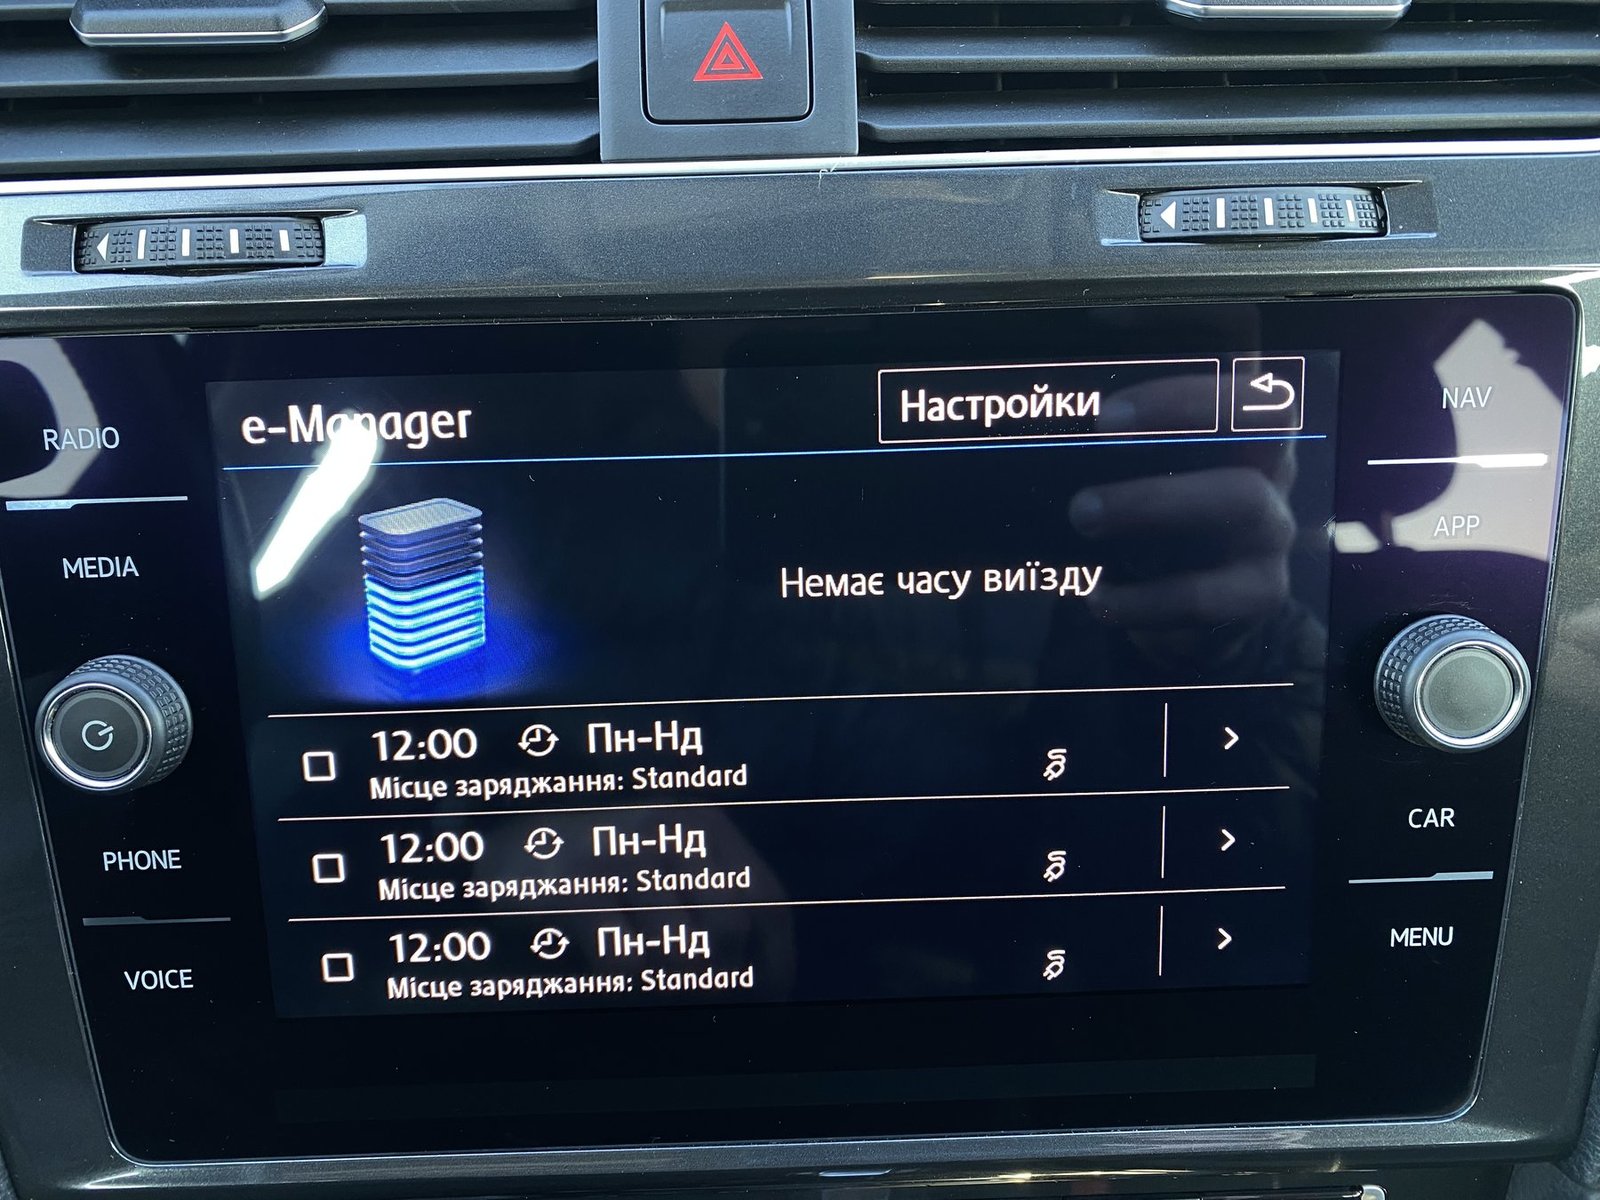 RADIO
MEDIA
PHONE
VOICE
e-Manager
Настройки
Немає часу виїзду
12:00 Пн-Нд
Місце заряджання: Standard
12:00 Пн-Нд
Місце заряджання: Standard
12:00 Пн-Нд
Місце заряджання: Standard
NAV
APP
CAR
MENU